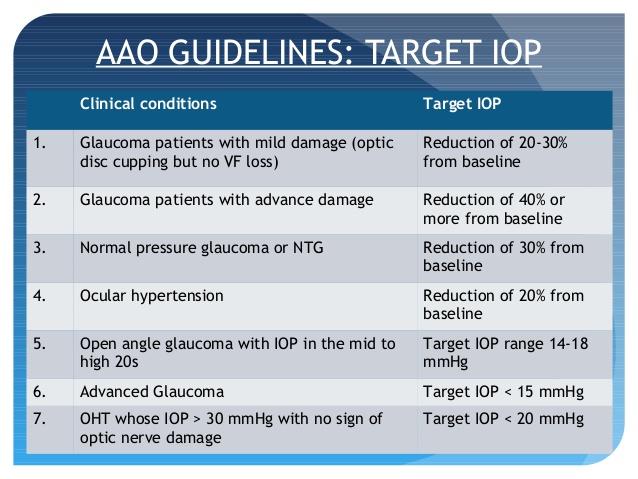 AAO GUIDELINES: TARGET IOP
Clinical conditions Target IOP
1. Glaucoma patients with mild damage (optic Reduction of 20-30%
disc cupping but no VF loss) from baseline
2. Glaucoma patients with advance damage Reduction of 40% or
more from baseline
3. Normal pressure glaucoma or NTG Reduction of 30% from
baseline
4. Ocular hypertension Reduction of 20% from
baseline
5. Open angle glaucoma with IOP in the mid to Target IOP range 14-18
high 20s mmHg
6. Advanced Glaucoma Target IOP < 15 mmHg
7. OHT whose IOP > 30 mmHg with no sign of Target IOP < 20 mmHg
optic nerve damage